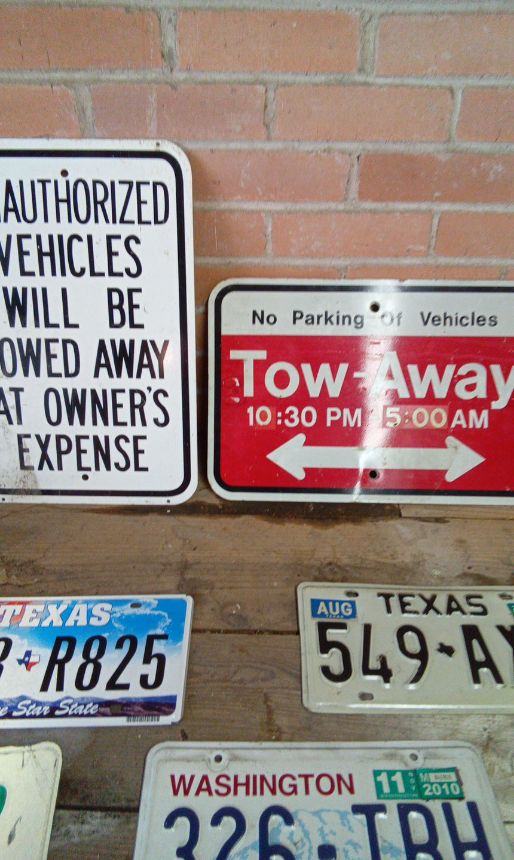 AUTHORIZED
VEHICLES
WILL BE
OWED AWAY
AT OWNER'S
EXPENSE
No Parking Of Vehicles
Tow-Away
10:30 PM 5:00 AM
TEXAS
R825
Star State
AUG
TEXAS
549 AY
WASHINGTON
11
2010
326-TBH